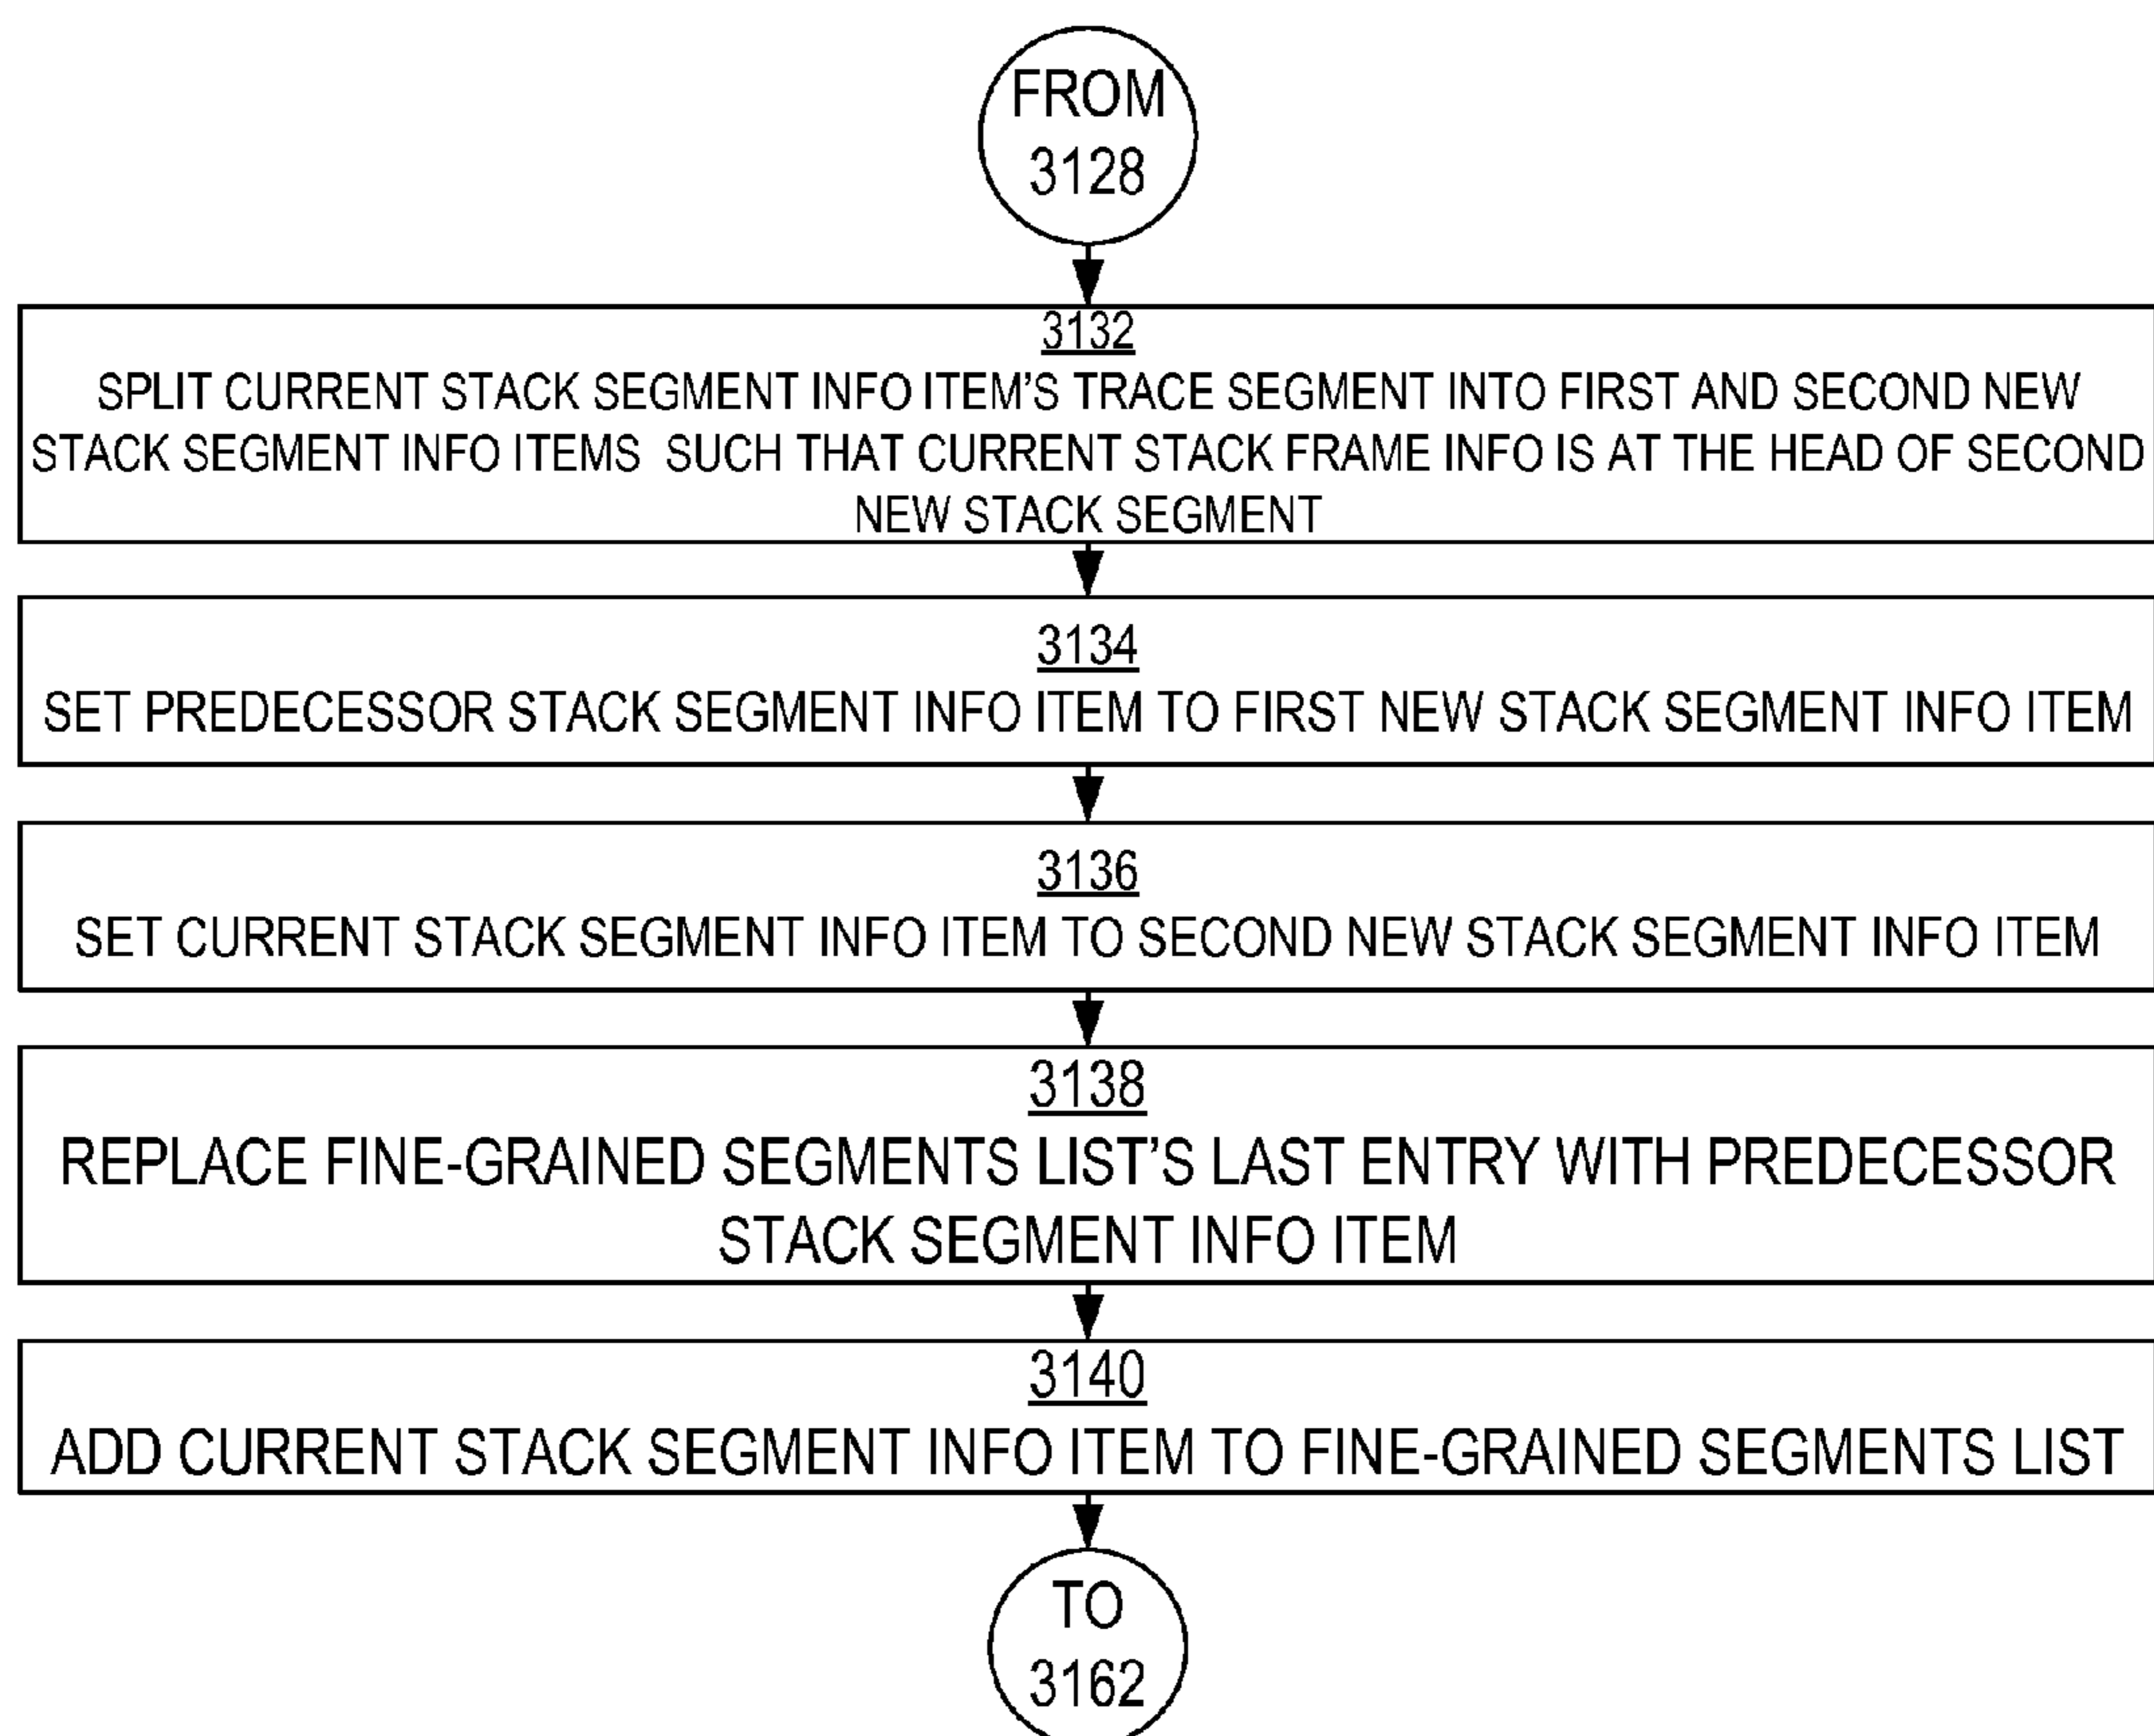 FROM
3128
3132
SPLIT CURRENT STACK SEGMENT INFO ITEM'S TRACE SEGMENT INTO FIRST AND SECOND NEW
STACK SEGMENT INFO ITEMS SUCH THAT CURRENT STACK FRAME INFO IS AT THE HEAD OF SECOND
NEW STACK SEGMENT
3134
SET PREDECESSOR STACK SEGMENT INFO ITEM TO FIRST NEW STACK SEGMENT INFO ITEM
3136
SET CURRENT STACK SEGMENT INFO ITEM TO SECOND NEW STACK SEGMENT INFO ITEM
3138
REPLACE FINE-GRAINED SEGMENTS LIST'S LAST ENTRY WITH PREDECESSOR
STACK SEGMENT INFO ITEM
3140
ADD CURRENT STACK SEGMENT INFO ITEM TO FINE-GRAINED SEGMENTS LIST
TO
3162